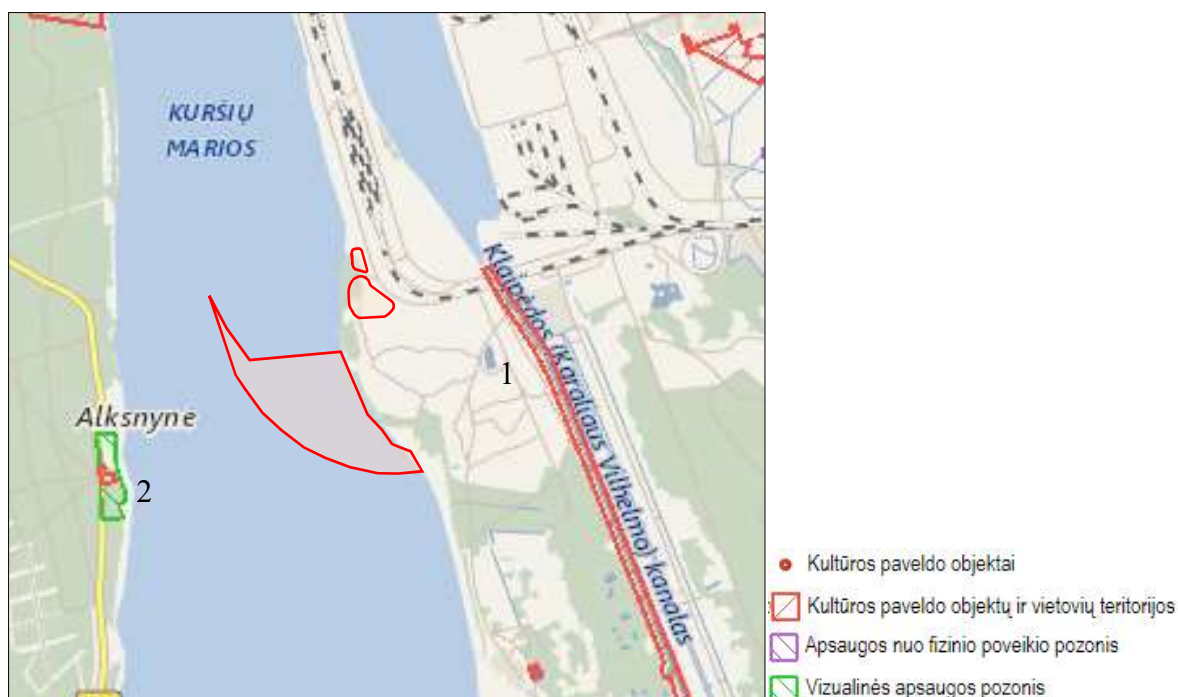 KURŠIŲ
MARIOS
Klaipėdos (Karaliaus Vilhelmo) kanalas
1
Alksnynė
2
Kultūros paveldo objektai
Kultūros paveldo objektų ir vietovių teritorijos
Apsaugos nuo fizinio poveikio pozonis
Vizualinės apsaugos pozonis